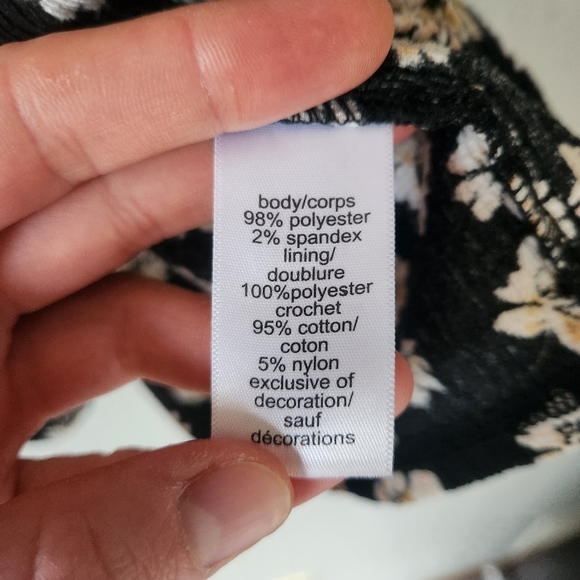 body/corps
98% polyester
2% spandex
lining/
doublure
100%polyester
crochet
95% cotton/
coton
5% nylon
exclusive of
decoration/
sauf
décorations